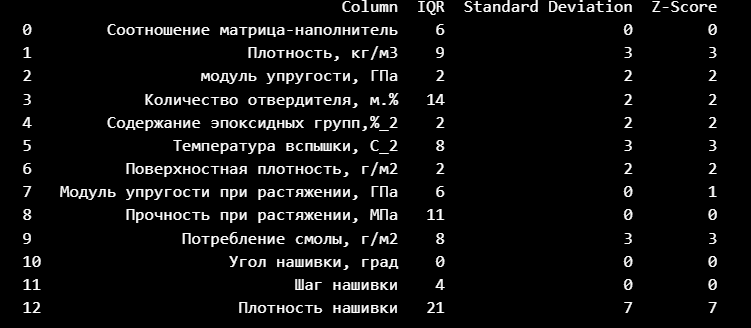 Column IQR Standard Deviation Z-Score
0 Соотношение матрица-наполнитель 6 0 0
1 Плотность, кг/м3 9 3 3
2 модуль упругости, ГПа 2 2 2
3 Количество отвердителя, м.% 14 2 2
4 Содержание эпоксидных групп,%_2 2 2 2
5 Температура вспышки, С_2 8 3 3
6 Поверхностная плотность, г/м2 2 2 2
7 Модуль упругости при растяжении, ГПа 6 0 1
8 Прочность при растяжении, МПа 11 0 0
9 Потребление смолы, г/м2 8 3 3
10 Угол нашивки, град 0 0 0
11 Шаг нашивки 4 0 0
12 Плотность нашивки 21 7 7